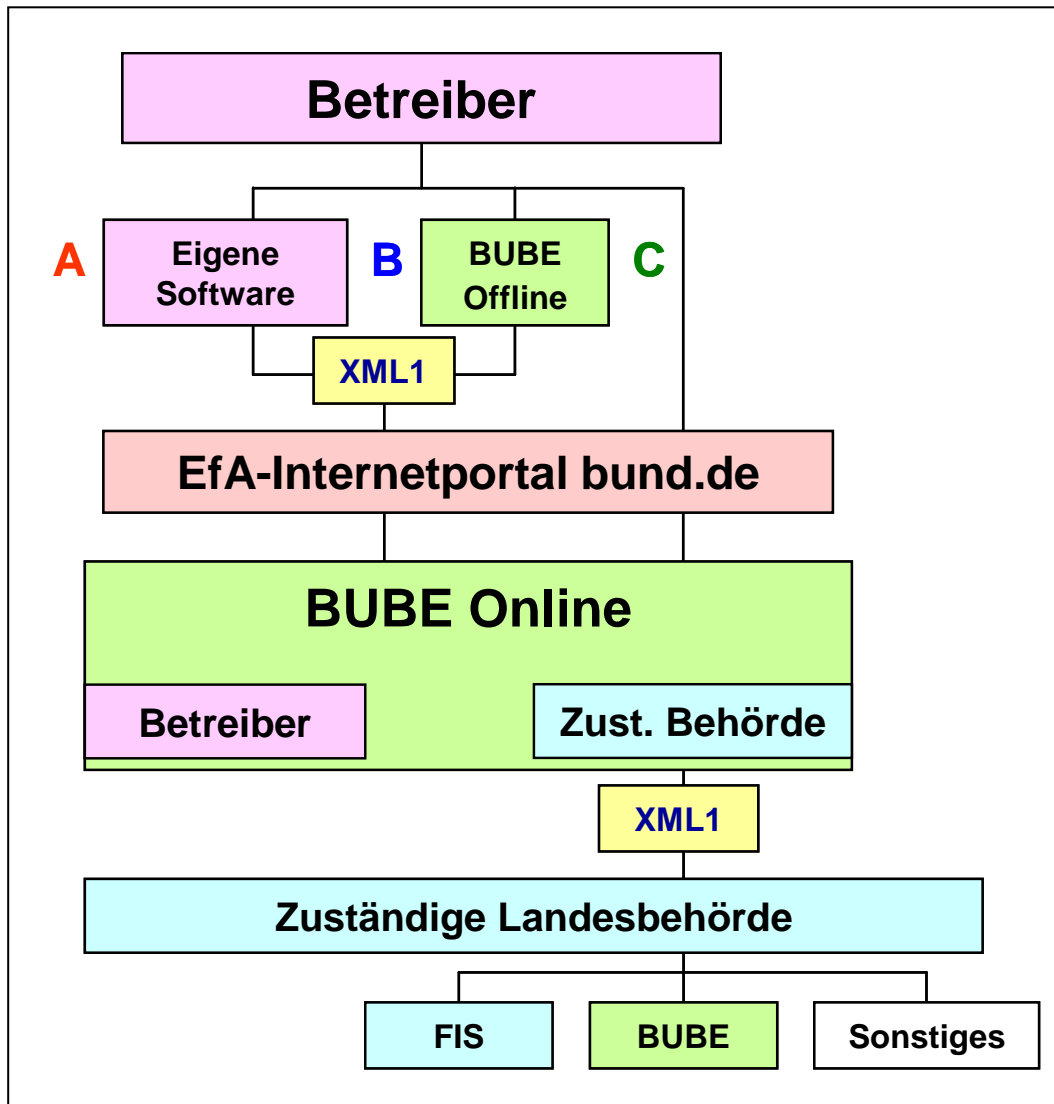 Betreiber
A
Eigene
Software
B
BUBE
Offline
C
XML1
EfA-Internetportal bund.de
BUBE Online
Betreiber
Zust. Behörde
XML1
Zuständige Landesbehörde
FIS
BUBE
Sonstiges